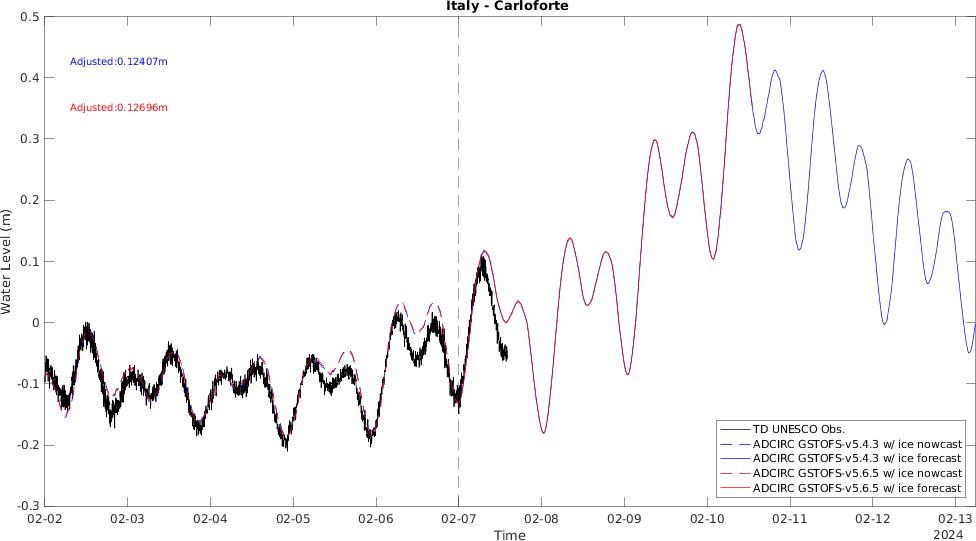 Italy - Carloforte
0.5
0.4
0.3
0.2
0.1
0
-0.1
-0.2
-0.3
Water Level (m)
Adjusted:0.12407m
Adjusted:0.12696m
TD UNESCO Obs.
ADCIRC GSTOFS-v5.4.3 w/ ice nowcast
ADCIRC GSTOFS-v5.4.3 w/ ice forecast
ADCIRC GSTOFS-v5.6.5 w/ ice nowcast
ADCIRC GSTOFS-v5.6.5 w/ ice forecast
02-02 02-03 02-04 02-05 02-06 02-07 02-08 02-09 02-10 02-11 02-12 02-13
Time
2024